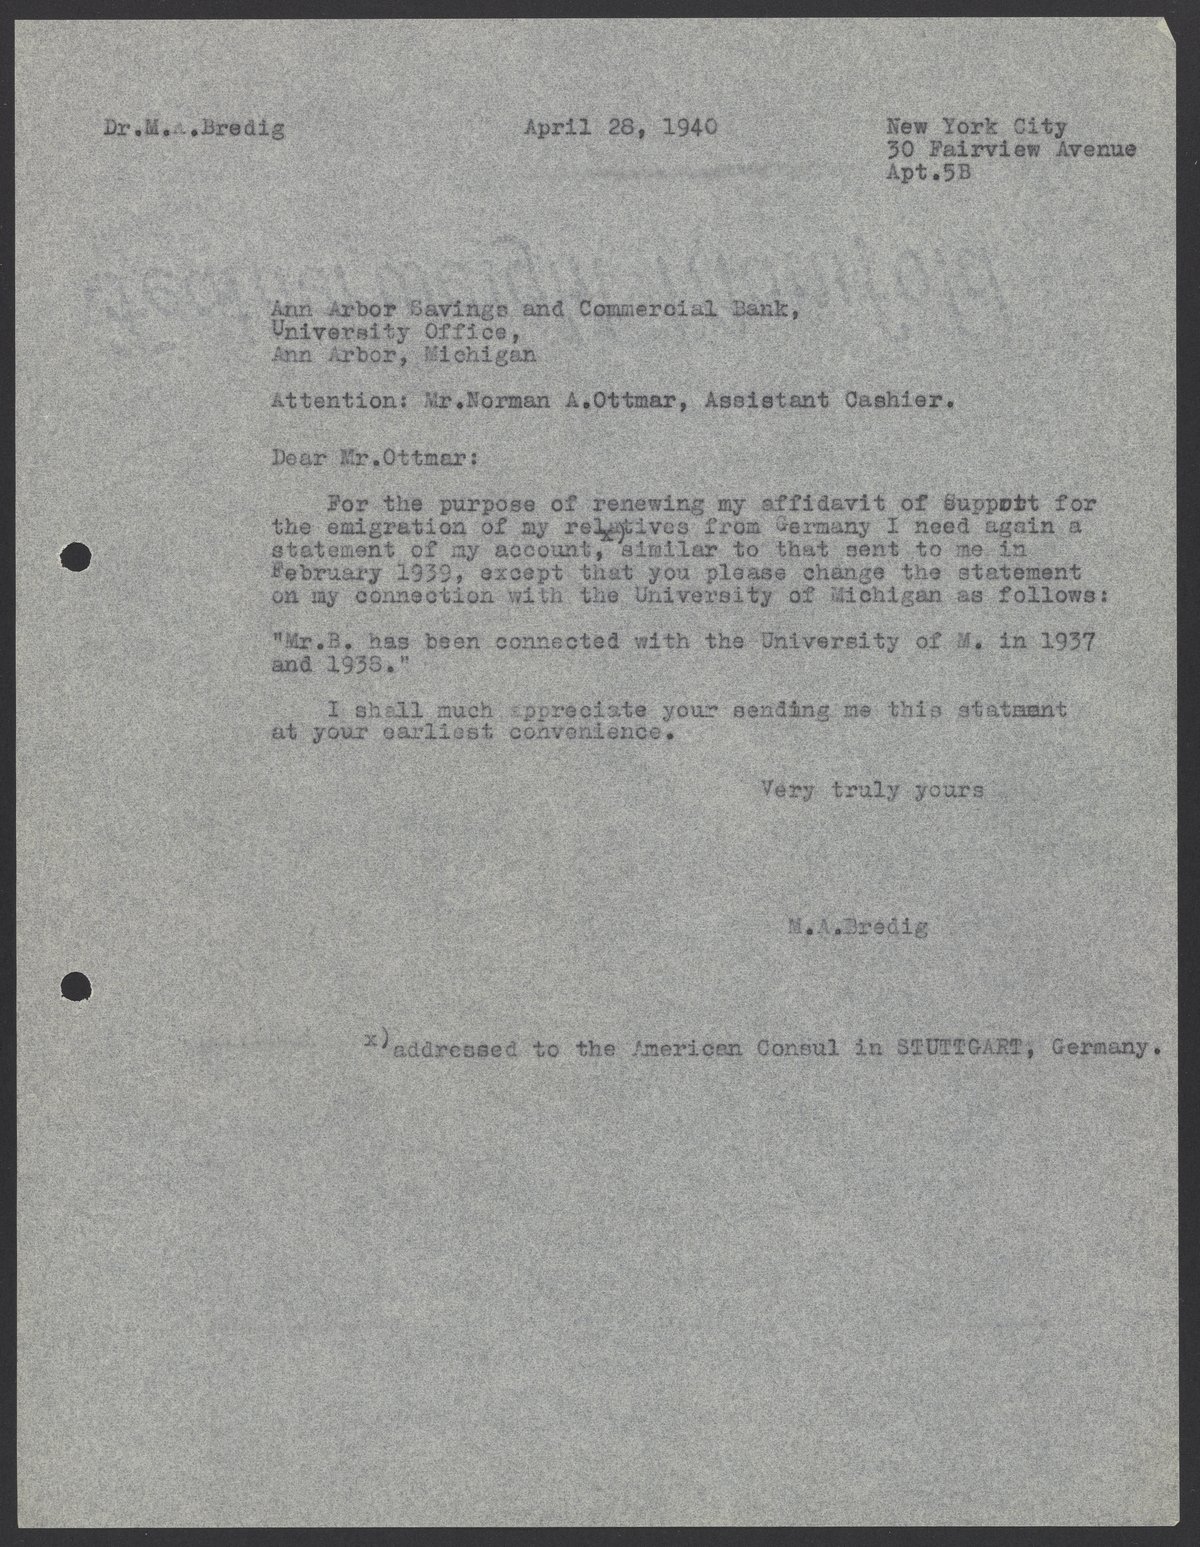 Dr.M.A.Bredig
April 28, 1940
New York City
30 Fairview Avenue
Apt.5B
Ann Arbor Savings and Commercial Bank,
University Office,
Ann Arbor, Michigan
Attention: Mr.Norman A.Ottmar, Assistant Cashier.
Dear Mr.Ottmar:
For the purpose of renewing my affidavit of Suppott for
the emigration of my relatives from Germany I need again a
statement of my account,x) similar to that sent to me in
February 1939, except that you please change the statement
on my connection with the University of Michigan as follows:
"Mr.B. has been connected with the University of M. in 1937
and 1938."
I shall much appreciate your sending me this statmant
at your earliest convenience.
Very truly yours
M.A.Bredig
x) addressed to the American Consul in STUTTGART, Germany.